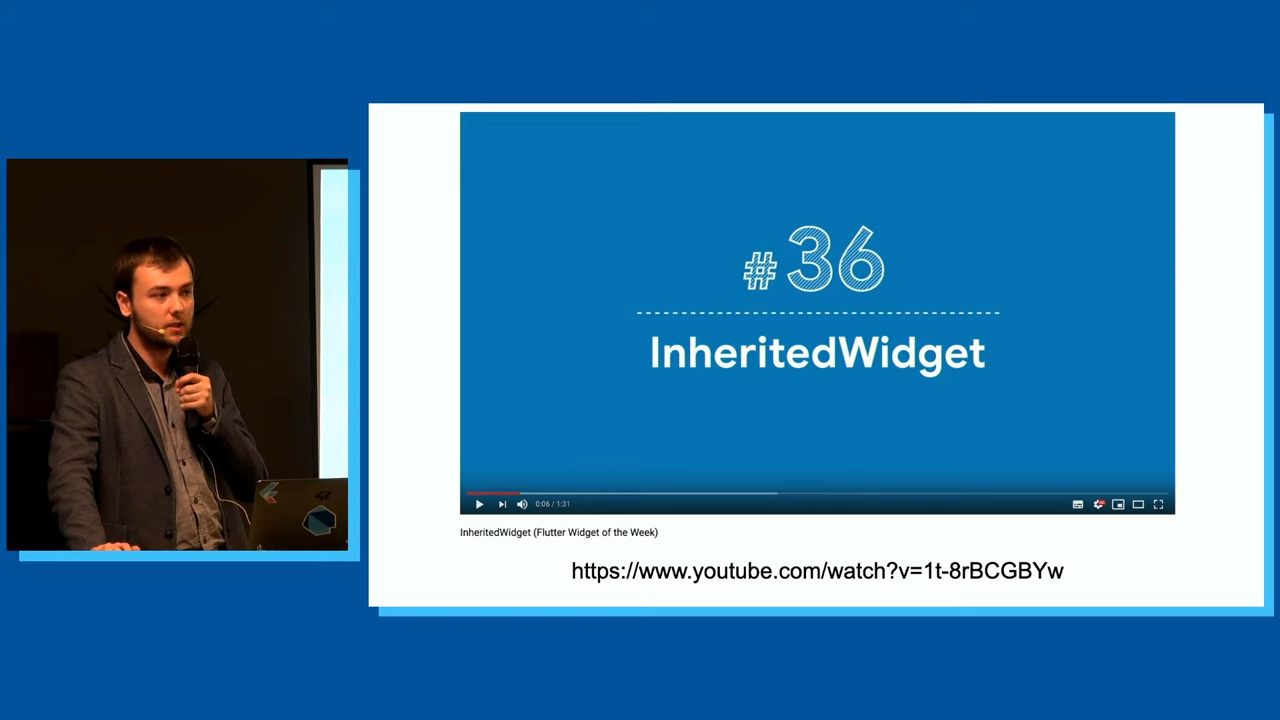 #36
InheritedWidget
0:06 / 1:31
InheritedWidget (Flutter Widget of the Week)
https://www.youtube.com/watch?v=1t-8rBCGBYw
42